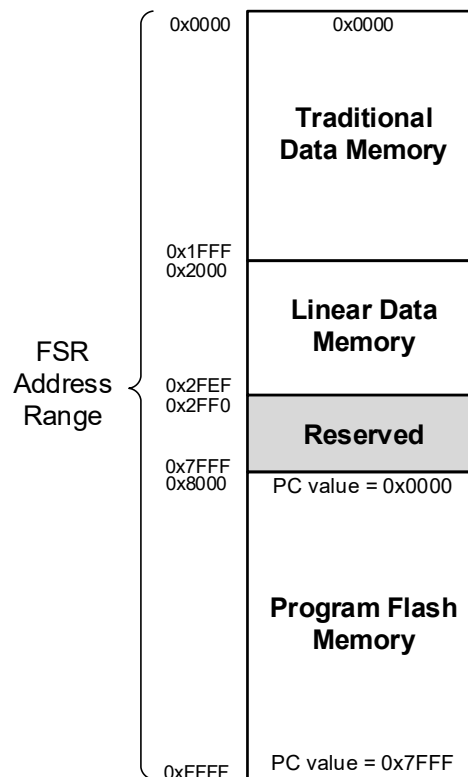 0x0000
0x0000
Traditional
Data Memory
0x1FFF
0x2000
Linear Data
Memory
FSR
Address
Range
0x2FEF
0x2FF0
Reserved
0x7FFF
0x8000
PC value = 0x0000
Program Flash
Memory
PC value = 0x7FFF
0xFFFF